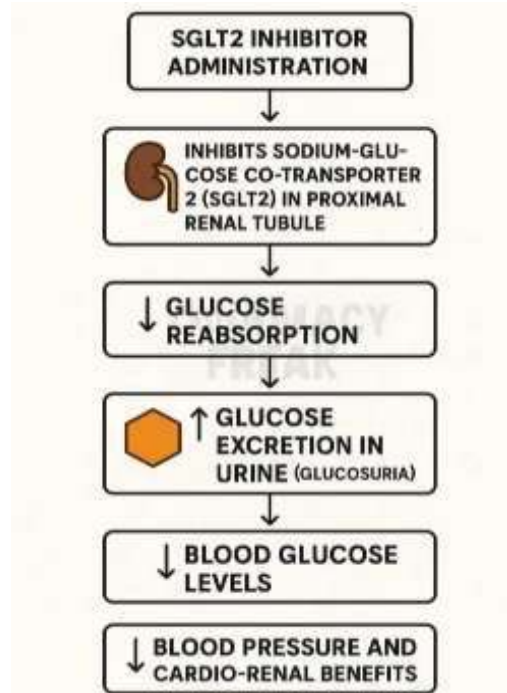 SGLT2 INHIBITOR
ADMINISTRATION
INHIBITS SODIUM-GLU-
COSE CO-TRANSPORTER
2 (SGLT2) IN PROXIMAL
RENAL TUBULE
↓ GLUCOSE
REABSORPTION
↑ GLUCOSE
EXCRETION IN
URINE (GLUCOSURIA)
↓ BLOOD GLUCOSE
LEVELS
↓ BLOOD PRESSURE AND
CARDIO-RENAL BENEFITS